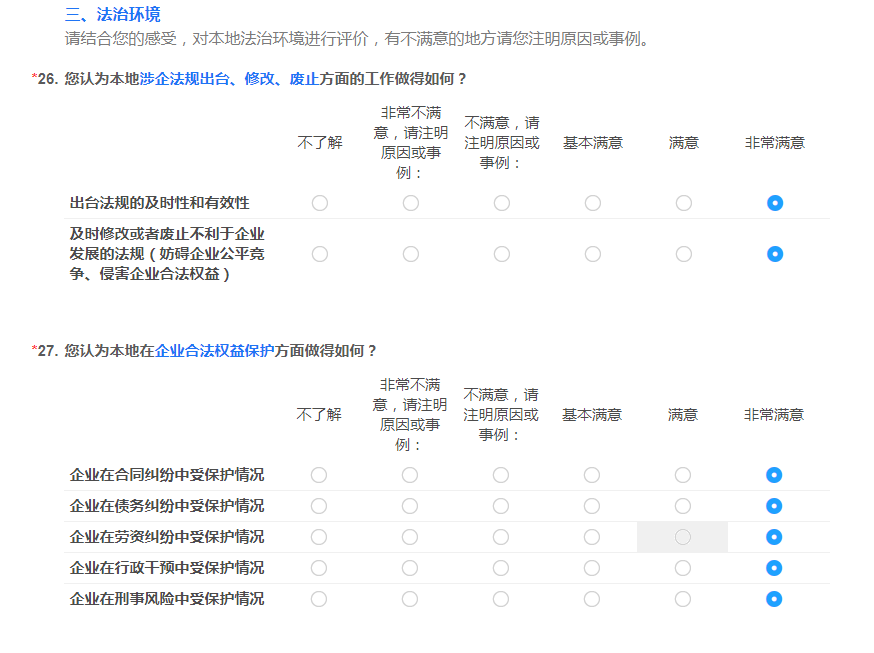 三、法治环境
请结合您的感受，对本地法治环境进行评价，有不满意的地方请您注明原因或事例。
*26. 您认为本地涉企法规出台、修改、废止方面的工作做得如何？
不了解
非常不满
意，请注明
原因或事
例：
不满意，请
注明原因或
事例：
基本满意
满意
非常满意
出台法规的及时性和有效性
及时修改或者废止不利于企业
发展的法规（妨碍企业公平竞
争、侵害企业合法权益）
*27. 您认为本地在企业合法权益保护方面做得如何？
不了解
非常不满
意，请注明
原因或事
例：
不满意，请
注明原因或
事例：
基本满意
满意
非常满意
企业在合同纠纷中受保护情况
企业在债务纠纷中受保护情况
企业在劳资纠纷中受保护情况
企业在行政干预中受保护情况
企业在刑事风险中受保护情况